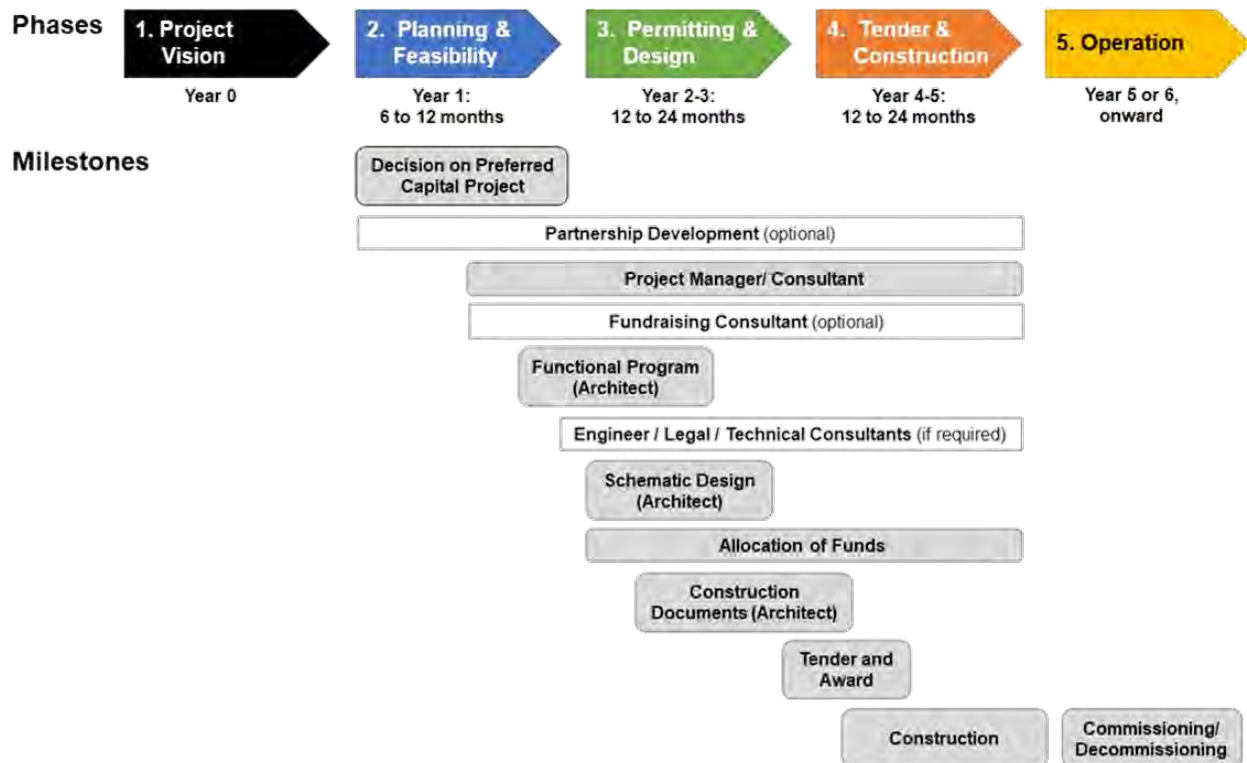 Phases
1. Project
Vision
2. Planning &
Feasibility
3. Permitting &
Design
4. Tender &
Construction
5. Operation
Year 0
Year 1:
6 to 12 months
Year 2-3:
12 to 24 months
Year 4-5:
12 to 24 months
Year 5 or 6,
onward
Milestones
Decision on Preferred
Capital Project
Partnership Development (optional)
Project Manager/ Consultant
Fundraising Consultant (optional)
Functional Program
(Architect)
Engineer / Legal / Technical Consultants (if required)
Schematic Design
(Architect)
Allocation of Funds
Construction
Documents (Architect)
Tender and
Award
Construction
Commissioning/
Decommissioning